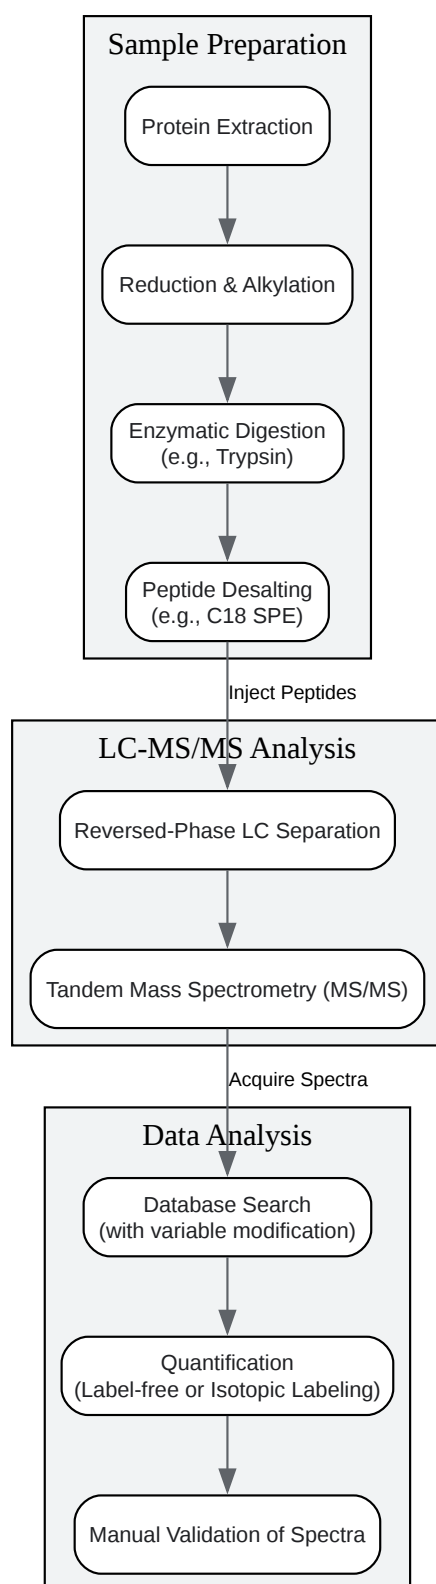 Sample Preparation
Protein Extraction
Reduction & Alkylation
Enzymatic Digestion
(e.g., Trypsin)
Peptide Desalting
(e.g., C18 SPE)
Inject Peptides
LC-MS/MS Analysis
Reversed-Phase LC Separation
Tandem Mass Spectrometry (MS/MS)
Acquire Spectra
Data Analysis
Database Search
(with variable modification)
Quantification
(Label-free or Isotopic Labeling)
Manual Validation of Spectra